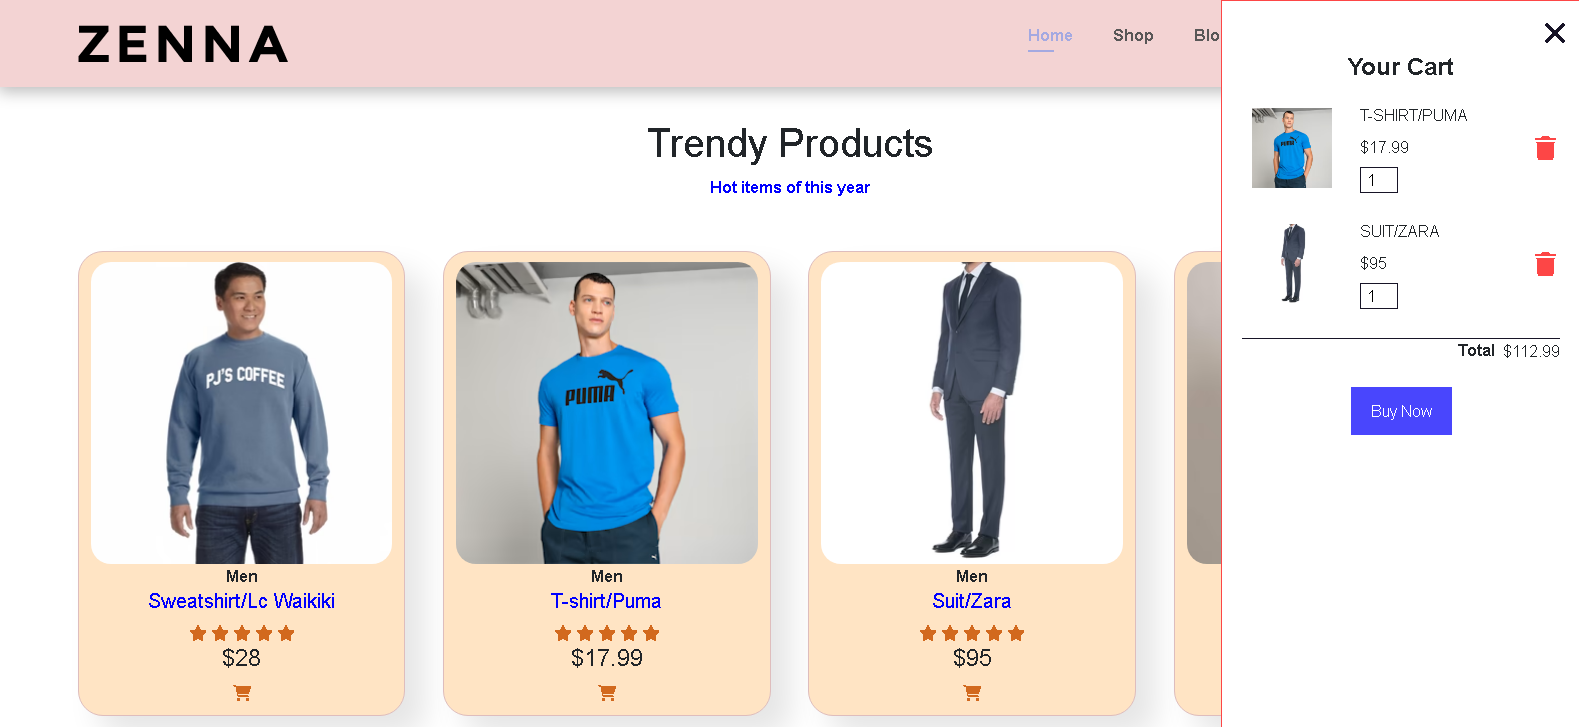 ZENNA
Home Shop Blo
Trendy Products
Hot items of this year
PJ'S COFFEE
Men
Sweatshirt/Lc Waikiki
$28
PUMA
Men
T-shirt/Puma
$17.99
Men
Suit/Zara
$95
Your Cart
T-SHIRT/PUMA
$17.99
1
SUIT/ZARA
$95
1
Total $112.99
Buy Now